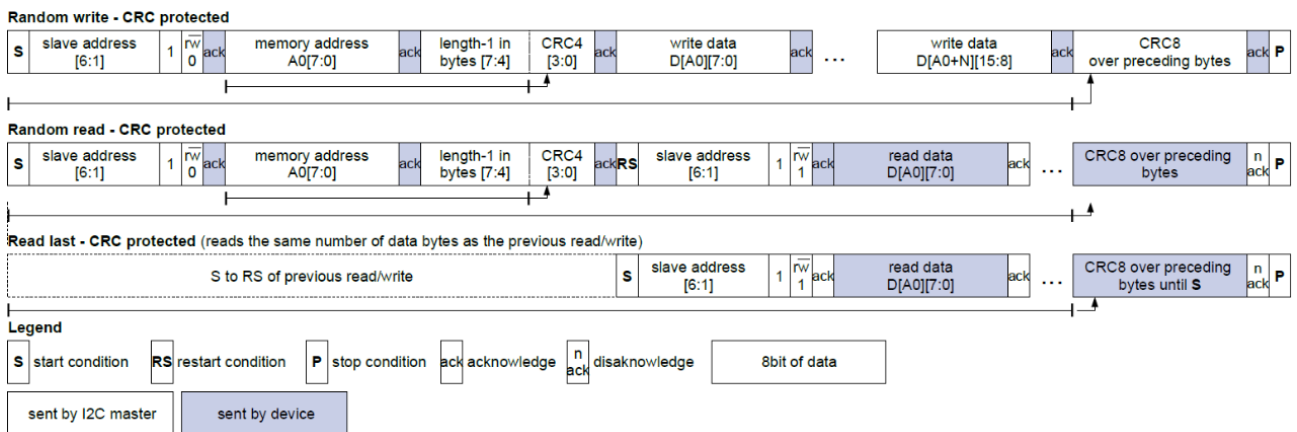 Random write - CRC protected
S slave address [6:1] 1 rw 0 ack memory address A0[7:0] ack length-1 in bytes [7:4] CRC4 [3:0] ack write data D[A0][7:0] ack ... write data D[A0+N][15:8] ack CRC8 over preceding bytes ack P
Random read - CRC protected
S slave address [6:1] 1 rw 0 ack memory address A0[7:0] ack length-1 in bytes [7:4] CRC4 [3:0] ack RS slave address [6:1] 1 rw 1 ack read data D[A0][7:0] ack ... CRC8 over preceding bytes n ack P
Read last - CRC protected (reads the same number of data bytes as the previous read/write)
S to RS of previous read/write S slave address [6:1] 1 rw 1 ack read data D[A0][7:0] ack ... CRC8 over preceding bytes until S n ack P
Legend
S start condition RS restart condition P stop condition ack acknowledge n ack disaknowledge 8bit of data
sent by I2C master sent by device